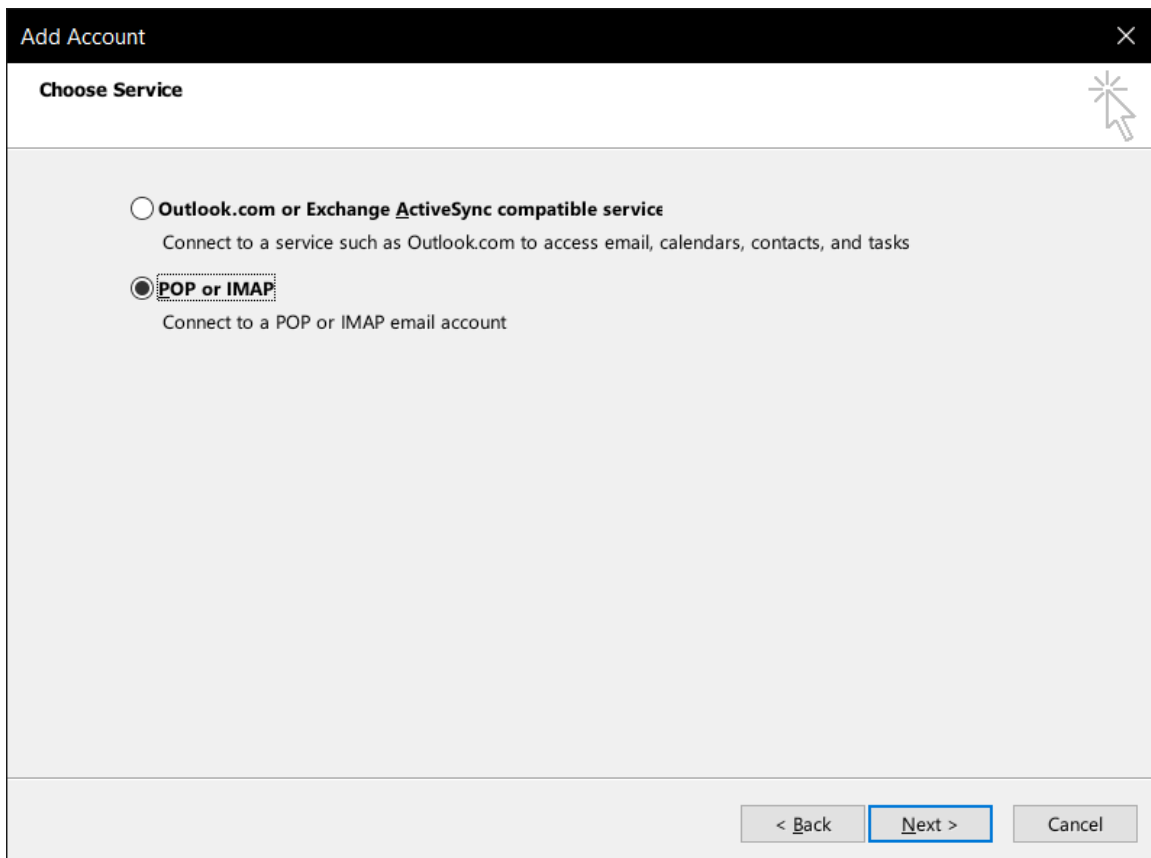 Add Account
Choose Service
Outlook.com or Exchange ActiveSync compatible service
Connect to a service such as Outlook.com to access email, calendars, contacts, and tasks
POP or IMAP
Connect to a POP or IMAP email account
< Back
Next >
Cancel